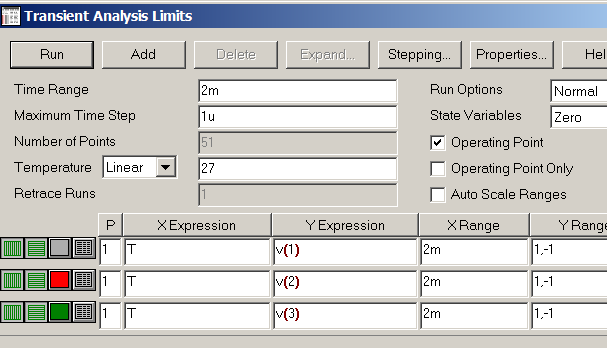 Transient Analysis Limits
Run Add Delete Expand... Stepping... Properties... Hel
Time Range 2m Run Options Normal
Maximum Time Step 1u State Variables Zero
Number of Points 51 Operating Point
Temperature Linear 27 Operating Point Only
Retrace Runs 1 Auto Scale Ranges
P X Expression Y Expression X Range Y Range
1 T v(1) 2m 1,-1
1 T v(2) 2m 1,-1
1 T v(3) 2m 1,-1